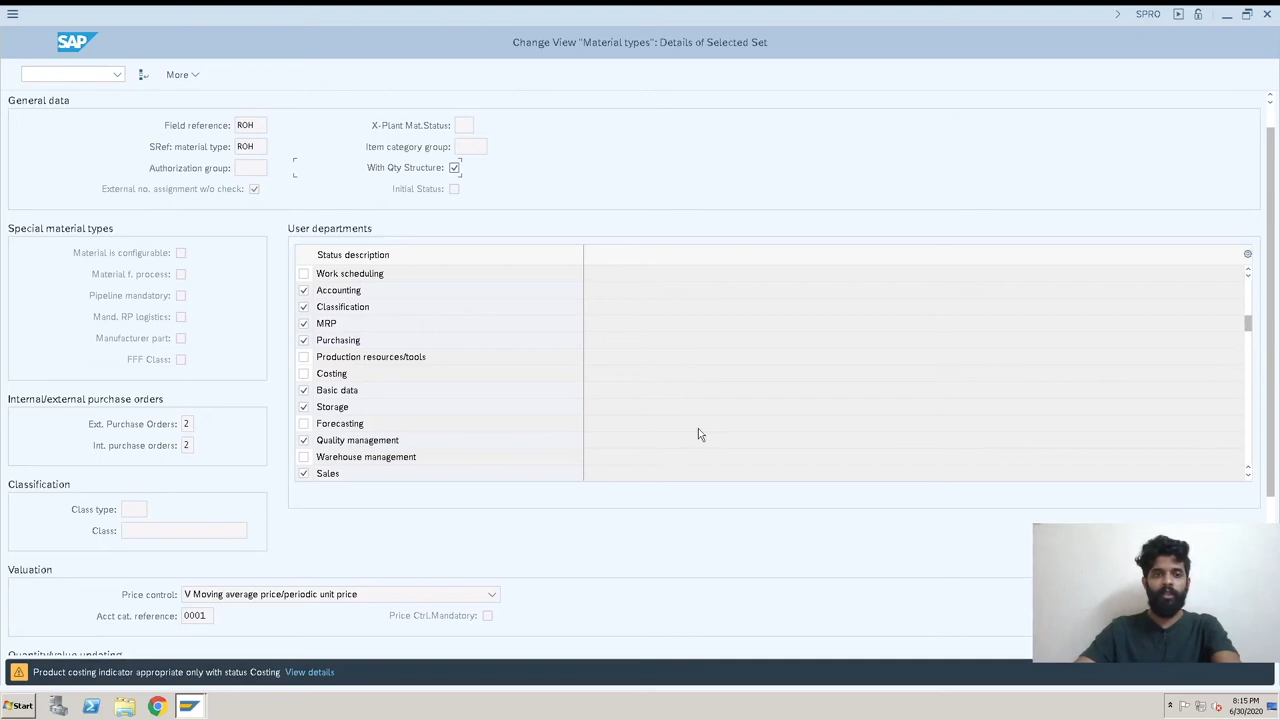 SPRO
SAP
Change View "Material types": Details of Selected Set
More
General data
Field reference: ROH
X-Plant Mat.Status:
SRef: material type: ROH
Item category group:
Authorization group:
With Qty Structure:
External no. assignment w/o check:
Initial Status:
Special material types
User departments
Material is configurable:
Status description
Material f. process:
Work scheduling
Pipeline mandatory:
Accounting
Mand. RP logistics:
Classification
Manufacturer part:
MRP
FFF Class:
Purchasing
Production resources/tools
Costing
Basic data
Internal/external purchase orders
Storage
Ext. Purchase Orders: 2
Forecasting
Int. purchase orders: 2
Quality management
Warehouse management
Sales
Classification
Class type:
Class:
Valuation
Price control: V Moving average price/periodic unit price
Acct cat. reference: 0001
Price Ctrl.Mandatory:
Quantity/value updating
Product costing indicator appropriate only with status Costing View details
Start
8:15 PM
6/30/2020